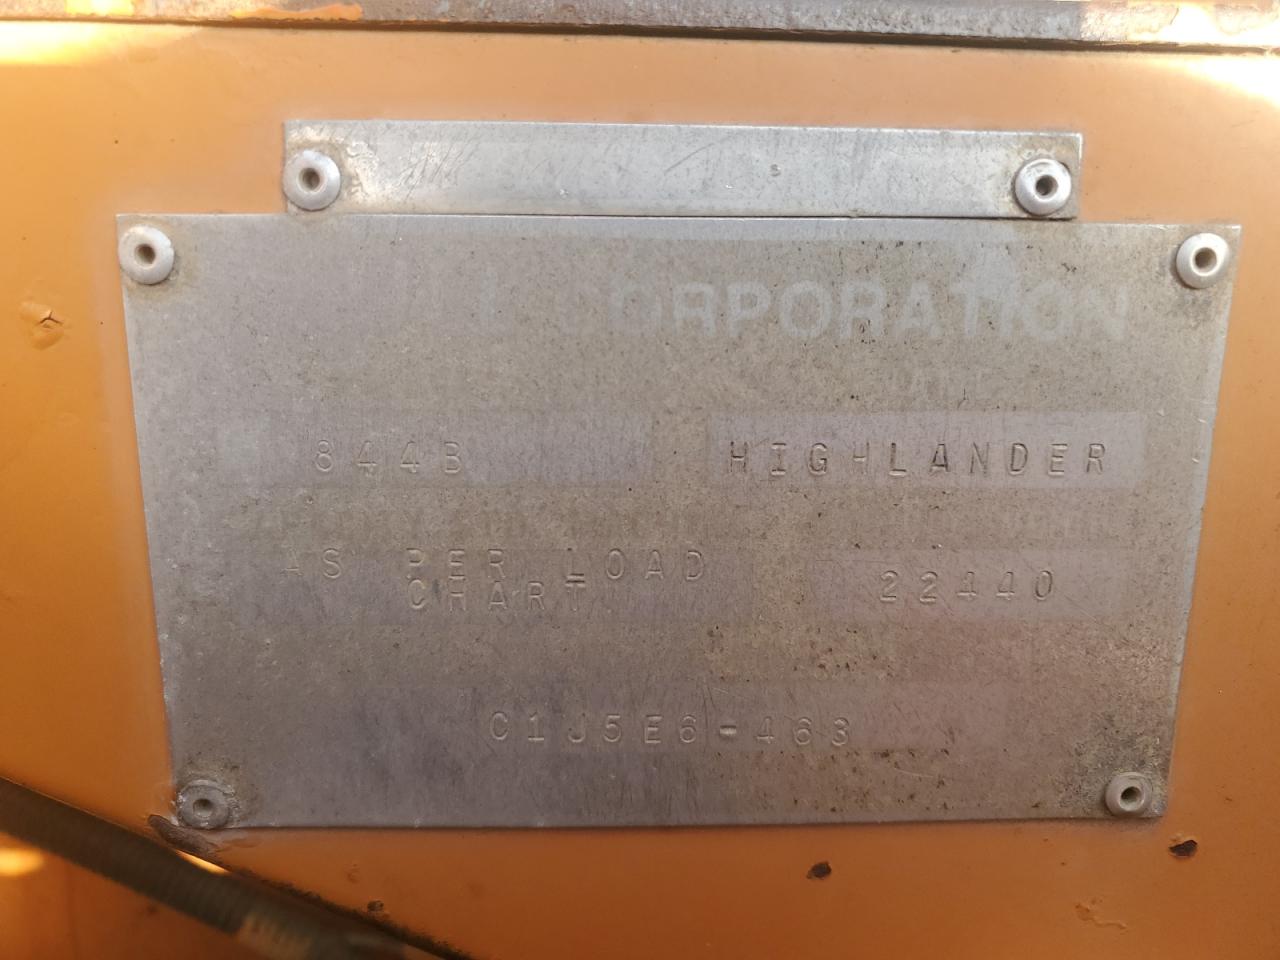 CORPORATION
844B HIGHLANDER
AS PER LOAD
CHART 22440
C1J5E6-463